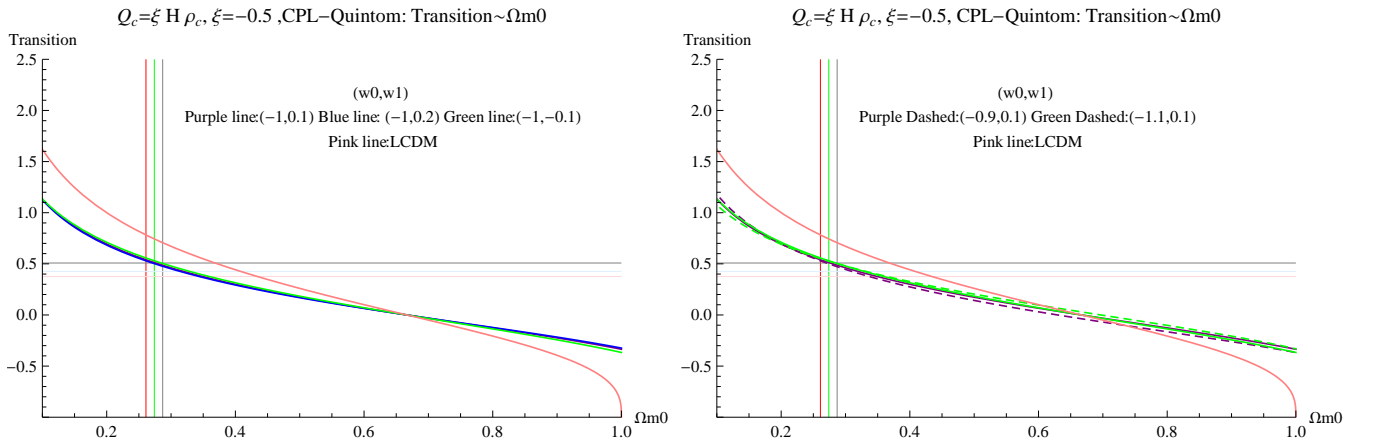 Q_c=ξ H ρ_c, ξ=−0.5 ,CPL−Quintom: Transition~Ωm0
Transition
2.5
2.0
1.5
1.0
0.5
0.0
−0.5
(w0,w1)
Purple line:(−1,0.1) Blue line: (−1,0.2) Green line:(−1,−0.1)
Pink line:LCDM
0.2
0.4
0.6
0.8
1.0
Ωm0
Q_c=ξ H ρ_c, ξ=−0.5, CPL−Quintom: Transition~Ωm0
Transition
2.5
2.0
1.5
1.0
0.5
0.0
−0.5
(w0,w1)
Purple Dashed:(−0.9,0.1) Green Dashed:(−1.1,0.1)
Pink line:LCDM
0.2
0.4
0.6
0.8
1.0
Ωm0